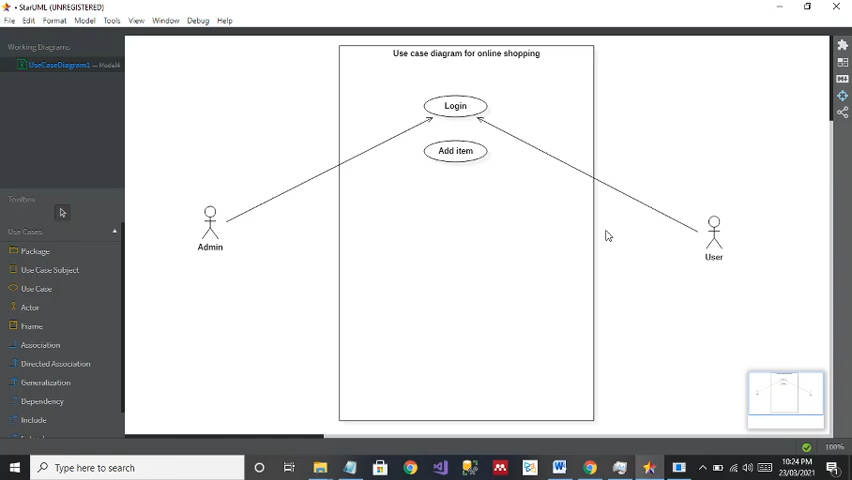 StarUML (UNREGISTERED)
File Edit Format Model Tools View Window Debug Help
Working Diagrams
UseCaseDiagram1 — Model4
Toolbox
Use Cases
Package
Use Case Subject
Use Case
Actor
Frame
Association
Directed Association
Generalization
Dependency
Include
Use case diagram for online shopping
Login
Add item
Admin
User
100%
Type here to search
10:24 PM
23/03/2021